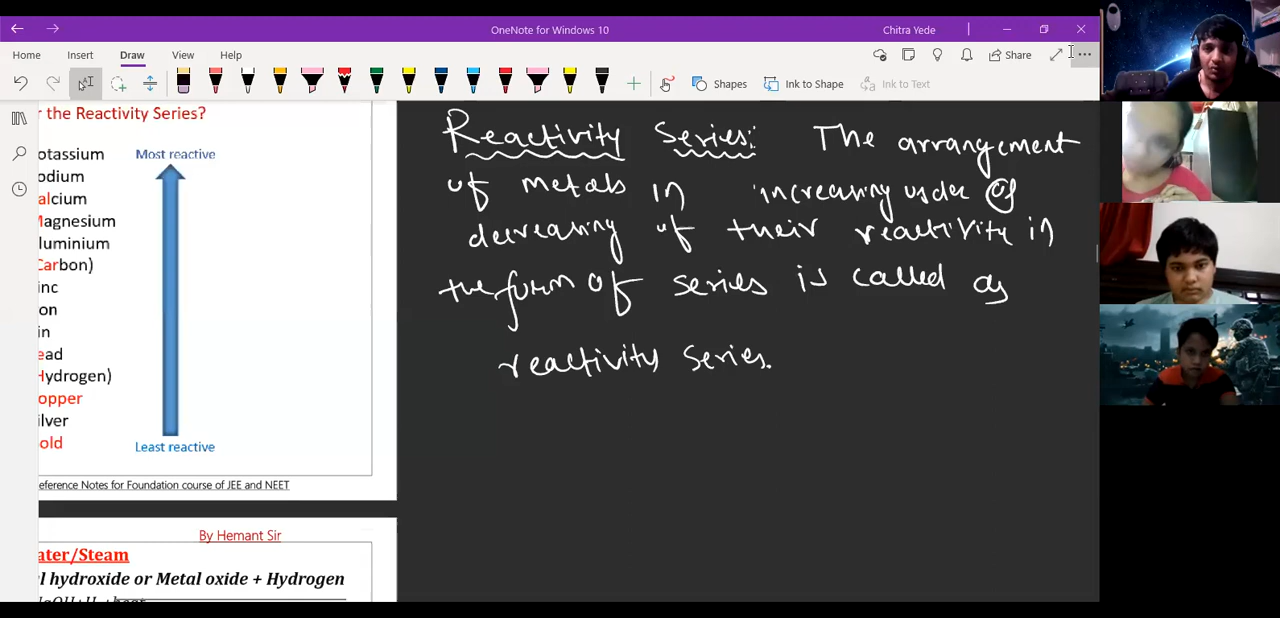 OneNote for Windows 10
Chitra Yede
Home Insert Draw View Help
Share
Shapes
Ink to Shape
Ink to Text
r the Reactivity Series?
otassium
Most reactive
odium
alcium
Magnesium
luminium
Carbon)
inc
on
in
ead
Hydrogen)
opper
ilver
old
Least reactive
eference Notes for Foundation course of JEE and NEET
By Hemant Sir
ater/Steam
l hydroxide or Metal oxide + Hydrogen
Reactivity Series: The arrangement
of metals in increasing order of
decreasing of their reactivity in
the form of series is called as
reactivity series.